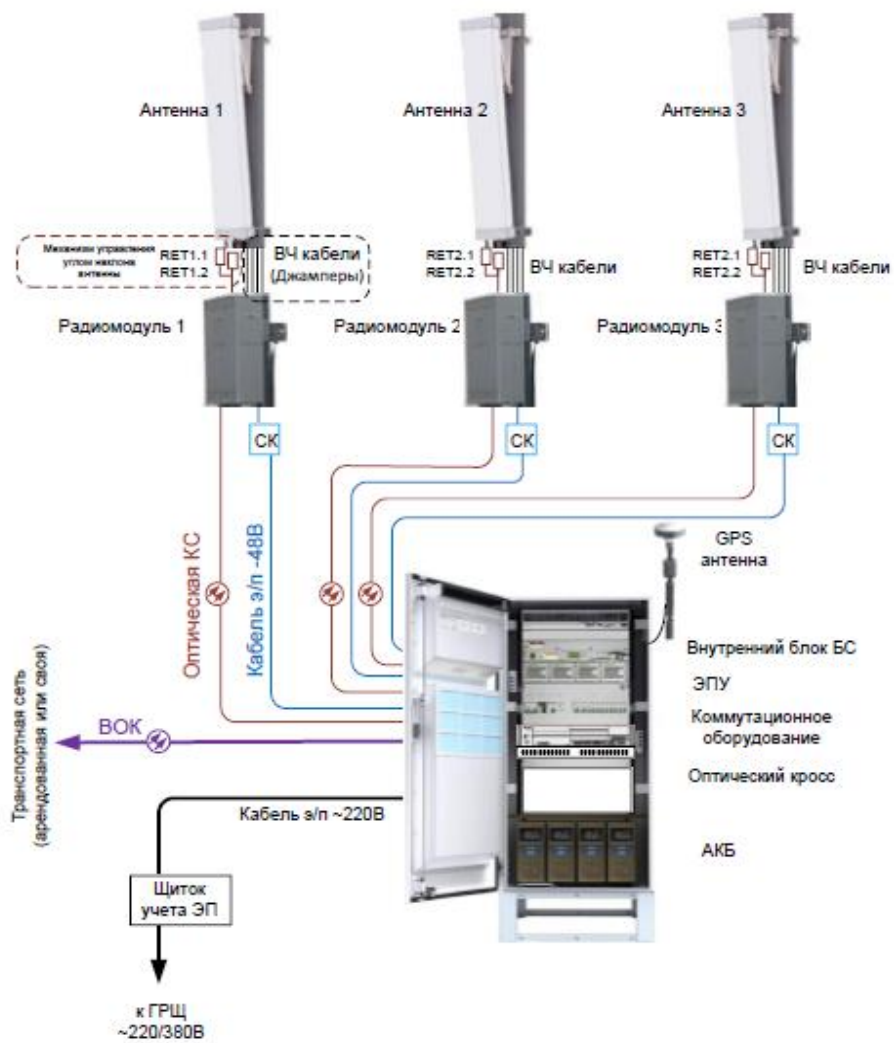 Антенна 1
Антенна 2
Антенна 3
Механизм управления
углом наклона
антенны
RET1.1
RET1.2
ВЧ кабели
(Джамперы)
RET2.1
RET2.2
ВЧ кабели
RET2.1
RET2.2
ВЧ кабели
Радиомодуль 1
Радиомодуль 2
Радиомодуль 3
СК
СК
СК
Оптическая КС
Кабель э/п -48В
GPS
антенна
Внутренний блок БС
ЭПУ
Коммутационное
оборудование
Оптический кросс
АКБ
Транспортная сеть
(арендованная или своя)
ВОК
Кабель э/п ~220В
Щиток
учета ЭП
к ГРЩ
~220/380В